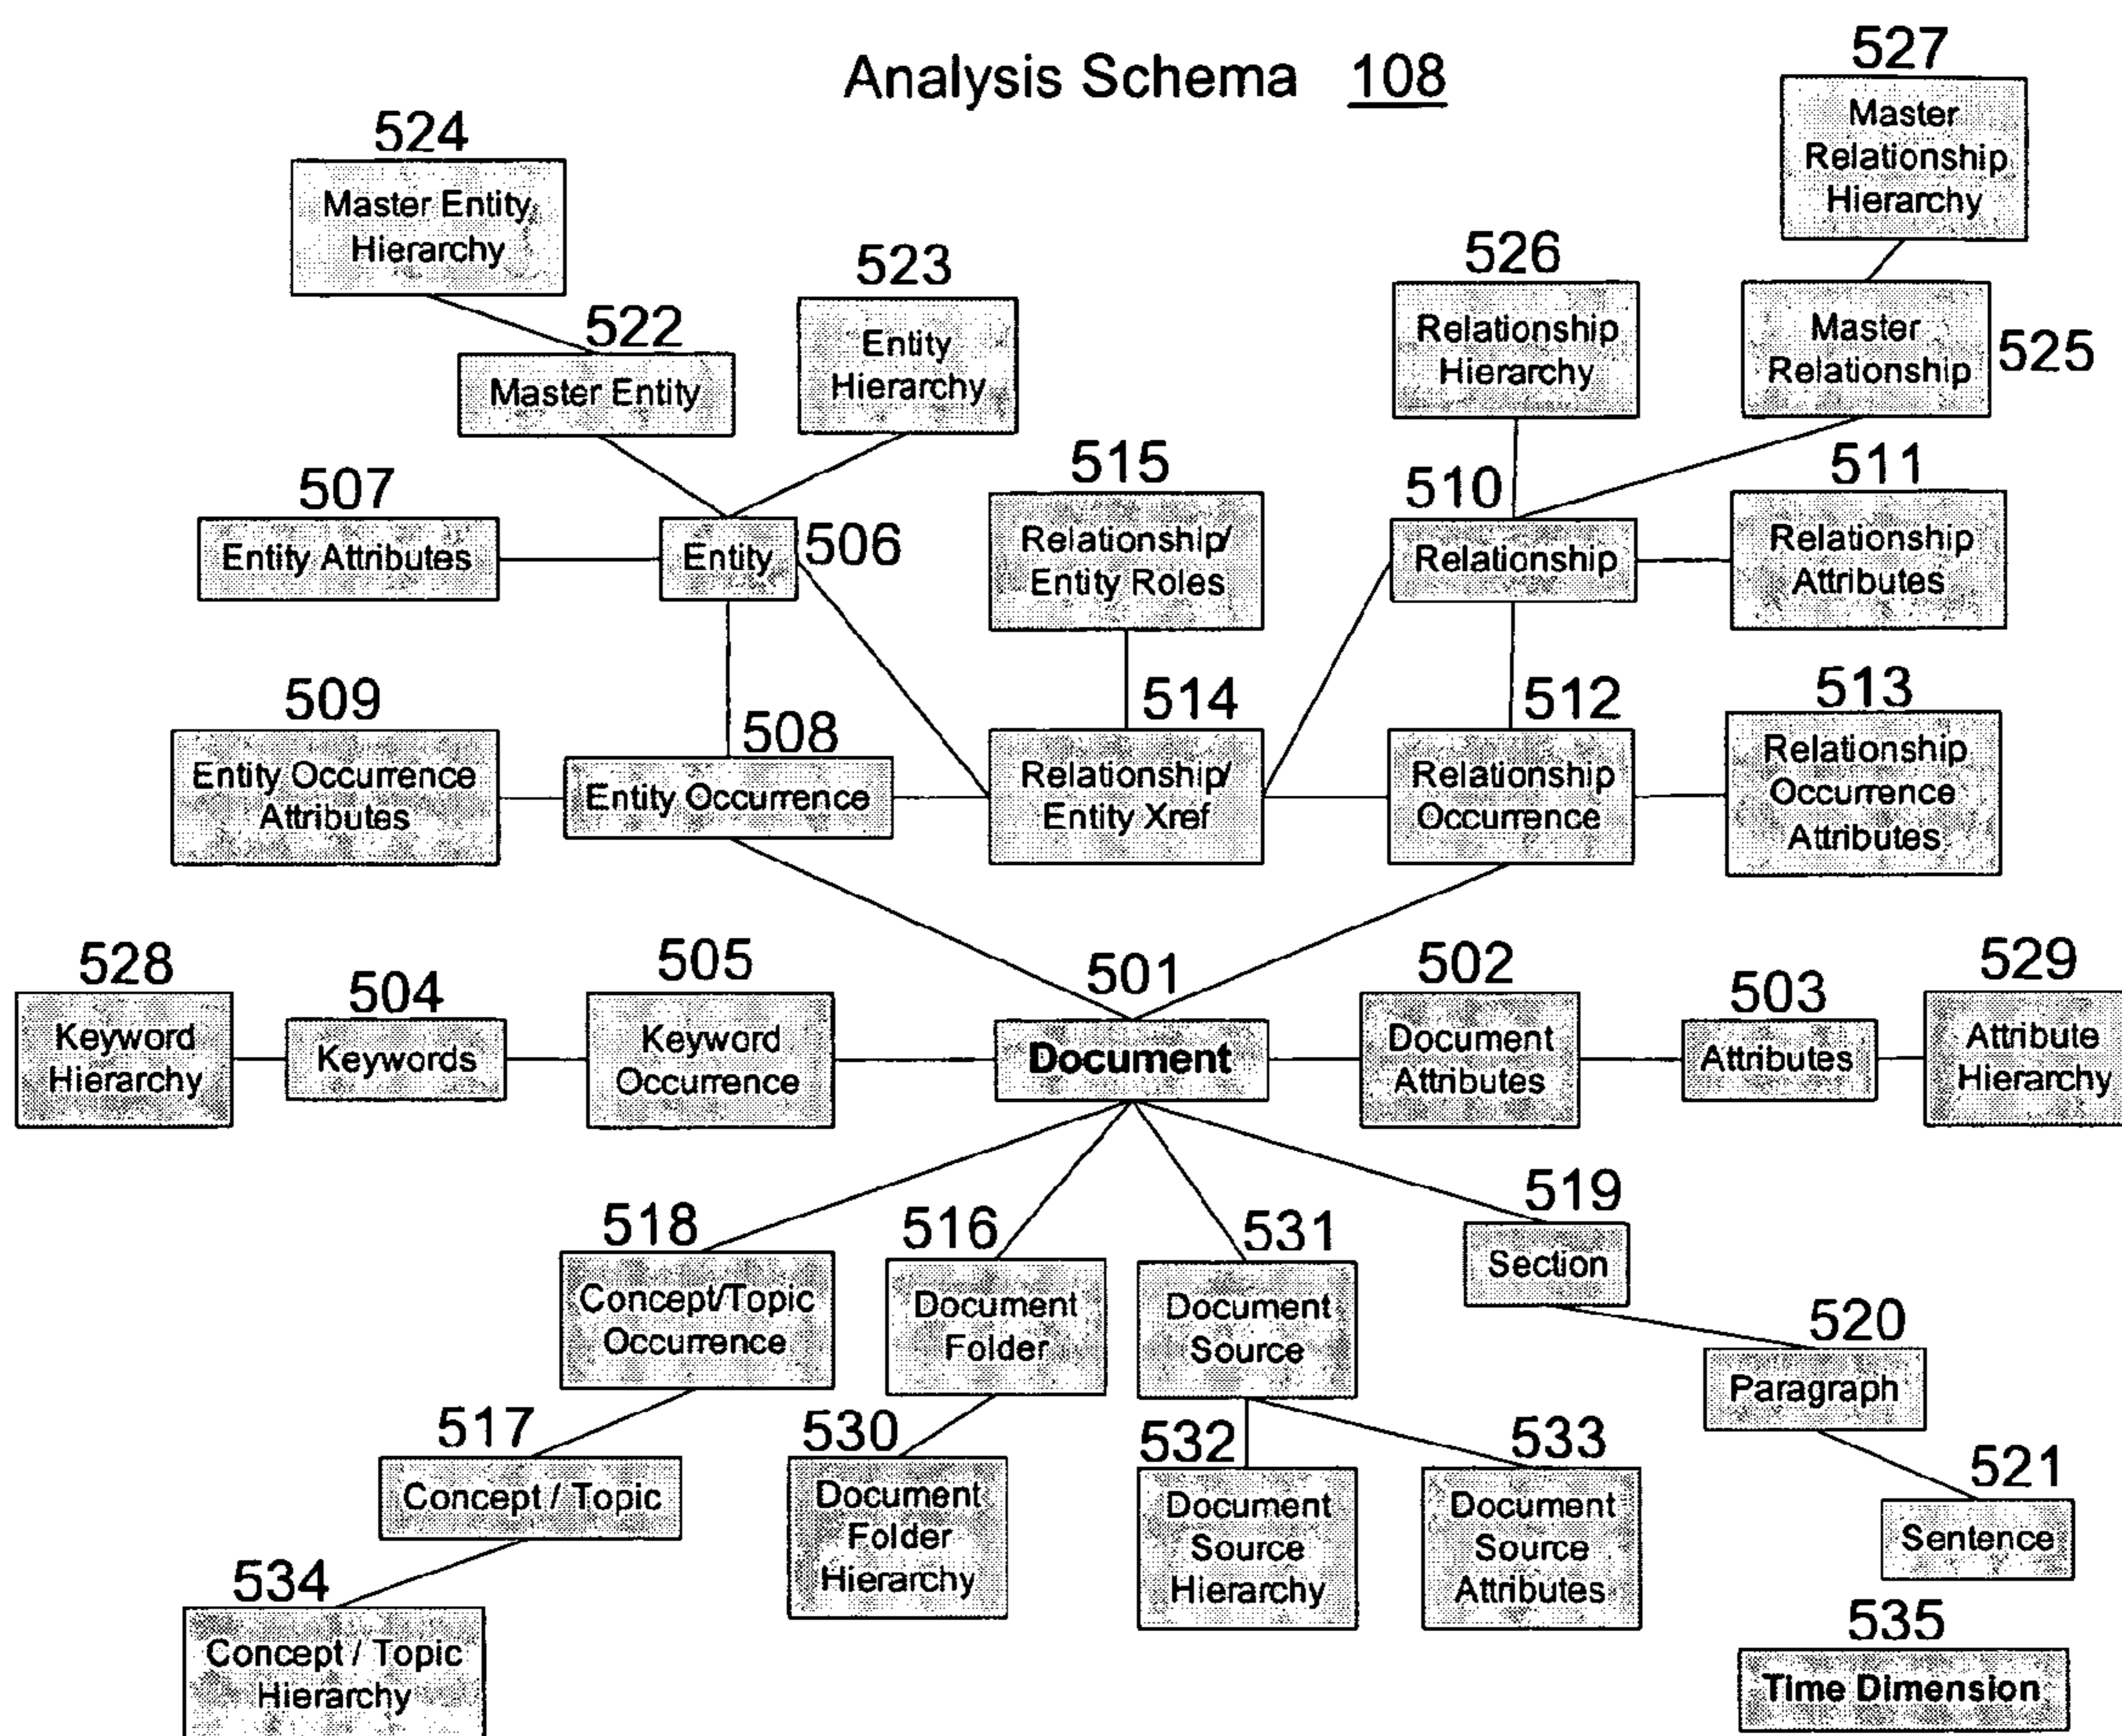 Analysis Schema 108
527
Master
Relationship
Hierarchy
524
Master Entity
Hierarchy
523
Entity
Hierarchy
526
Relationship
Hierarchy
Master
Relationship
525
522
Master Entity
507
Entity Attributes
Entity
506
515
Relationship/
Entity Roles
510
Relationship
511
Relationship
Attributes
509
Entity Occurrence
Attributes
508
Entity Occurrence
514
Relationship/
Entity Xref
512
Relationship
Occurrence
513
Relationship
Occurrence
Attributes
528
Keyword
Hierarchy
504
Keywords
505
Keyword
Occurrence
501
Document
502
Document
Attributes
503
Attributes
529
Attribute
Hierarchy
518
Concept/Topic
Occurrence
516
Document
Folder
531
Document
Source
519
Section
520
Paragraph
517
Concept / Topic
530
Document
Folder
Hierarchy
532
Document
Source
Hierarchy
533
Document
Source
Attributes
521
Sentence
534
Concept / Topic
Hierarchy
535
Time Dimension